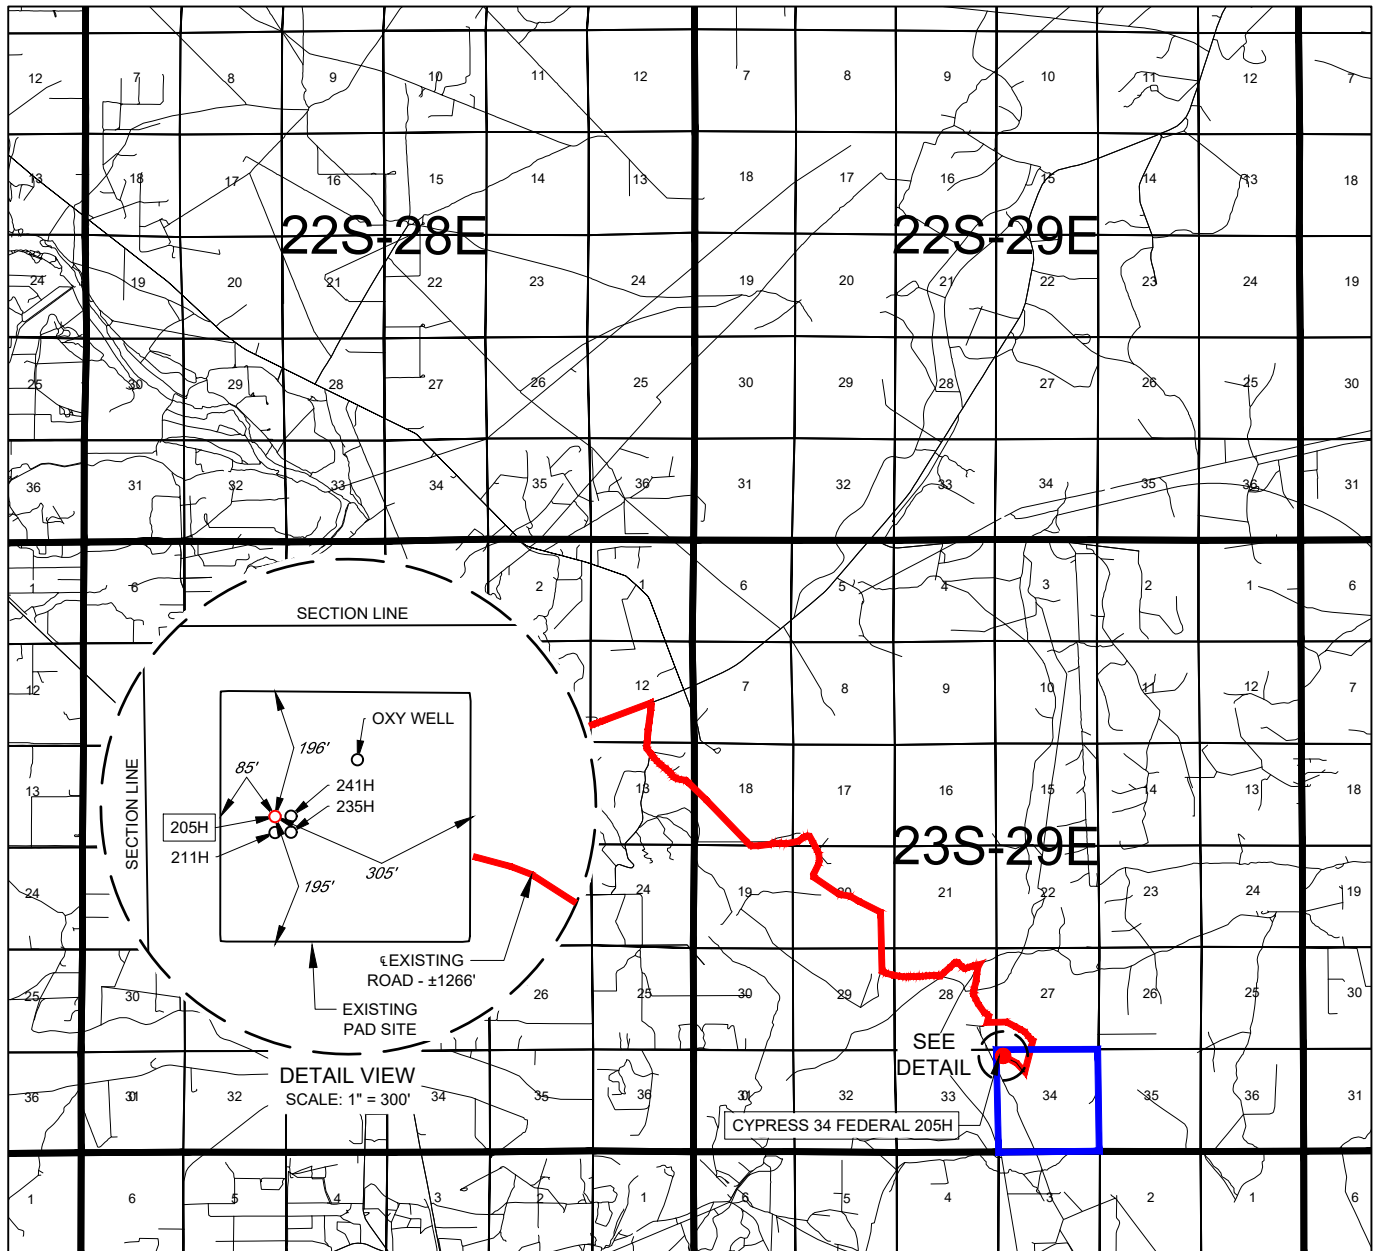 12 7 8 9 10 11 12 7 8 9 10 11 12 7
13 18 17 16 15 14 13 18 17 16 15 14 13 18
22S-28E 22S-29E
24 19 20 21 22 23 24 19 20 21 22 23 24 19
25 30 29 28 27 26 25 30 29 28 27 26 25 30
36 31 32 33 34 35 36 31 32 33 34 35 36 31
1 6 2 1 6 5 4 3 2 1 6
SECTION LINE
12 12 7 8 9 10 11 12 7
OXY WELL
196'
85'
241H
13 13 18 17 16 15 14 13 18
235H
205H
SECTION LINE
211H
23S-29E
305'
195'
24 24 19 20 21 22 23 24 19
℄EXISTING
ROAD - ±1266'
25 30 26 25 30 29 28 27 26 25 30
EXISTING
PAD SITE
SEE
DETAIL
DETAIL VIEW
SCALE: 1" = 300'
36 31 32 34 35 36 31 32 33 34 35 36 31
CYPRESS 34 FEDERAL 205H
1 6 5 4 3 2 1 6 5 4 3 2 1 6